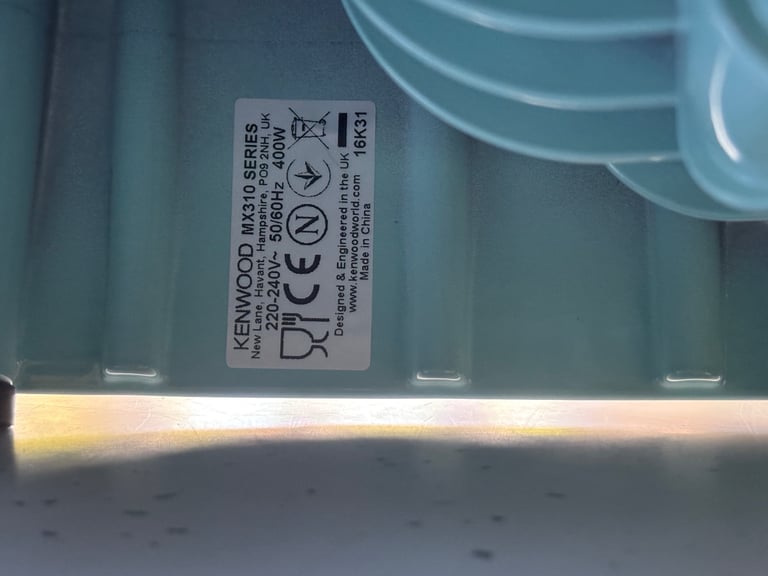 KENWOOD MX310 SERIES
New Lane, Havant, Hampshire, PO9 2NH, UK
220-240V~ 50/60Hz 400W
CE N
Designed & Engineered in the UK
www.kenwoodworld.com
Made in China
16K31